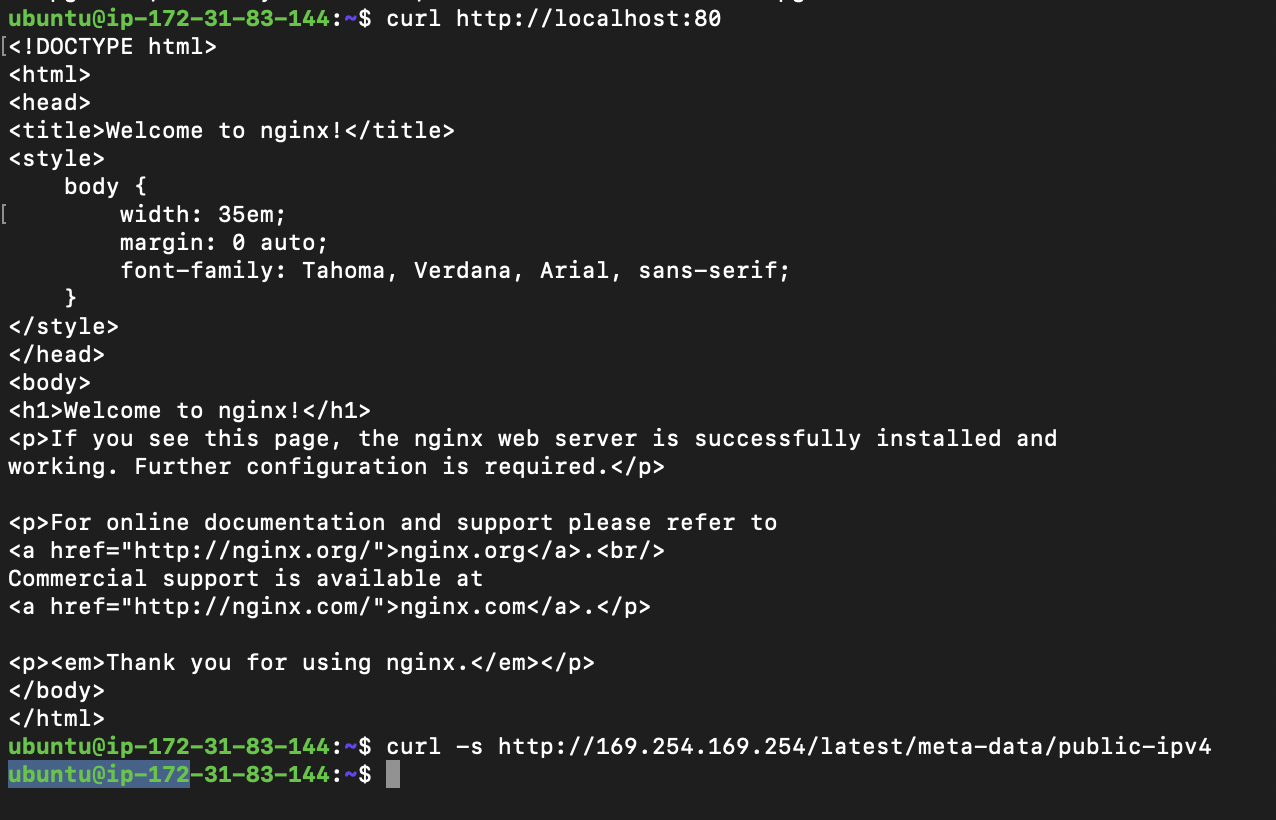 ubuntu@ip-172-31-83-144:~$ curl http://localhost:80
[<!DOCTYPE html>
<html>
<head>
<title>Welcome to nginx!</title>
<style>
    body {
[        width: 35em;
        margin: 0 auto;
        font-family: Tahoma, Verdana, Arial, sans-serif;
    }
</style>
</head>
<body>
<h1>Welcome to nginx!</h1>
<p>If you see this page, the nginx web server is successfully installed and
working. Further configuration is required.</p>

<p>For online documentation and support please refer to
<a href="http://nginx.org/">nginx.org</a>.<br/>
Commercial support is available at
<a href="http://nginx.com/">nginx.com</a>.</p>

<p><em>Thank you for using nginx.</em></p>
</body>
</html>
ubuntu@ip-172-31-83-144:~$ curl -s http://169.254.169.254/latest/meta-data/public-ipv4
ubuntu@ip-172-31-83-144:~$